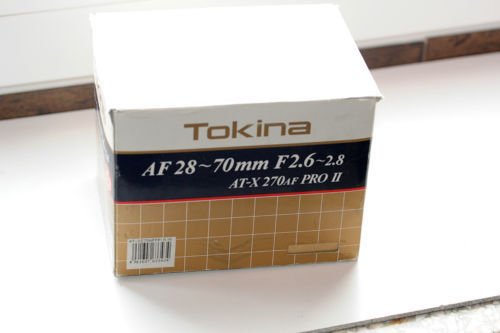 Tokina
AF 28~70mm F2.6~2.8
AT-X 270AF PRO II